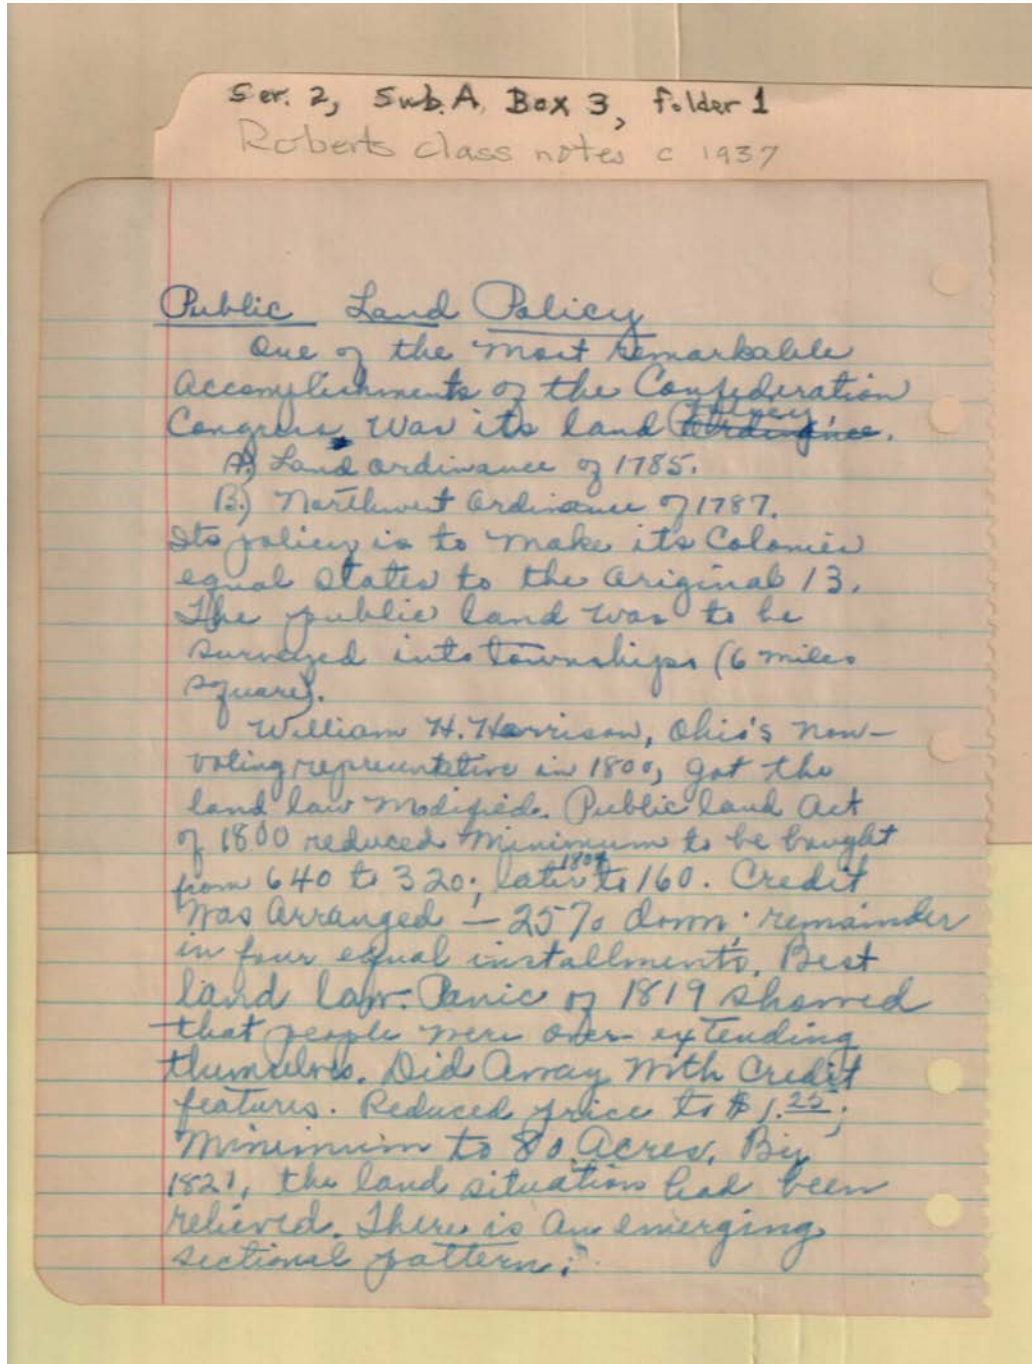 Ser. 2, Sub. A, Box 3, folder 1
Roberts class notes c 1937
Public Land Policy
One of the most remarkable
Accomplishments of the Confederation
Congress was its land policy.
A.) Land ordinance of 1785.
B.) Northwest Ordinance of 1787.
Its policy is to make its Colonies
equal States to the Original 13.
The public land was to be
surveyed into townships (6 miles
square).
William H. Harrison, Ohio's non-
voting represuntative in 1800, got the
land law modified. Public land Act
of 1800 reduced minimum to be bought
from 640 to 320; later 1804 to 160. Credit
was arranged — 25% down; remainder
in four equal installments. Best
land law. Panic of 1819 showed
that people were over-extending
themselves. Did Away with Credit
features. Reduced price to $1.25;
Minimum to 80 Acres. By
1821, the land situation had been
relieved. There is an emerging
sectional pattern: